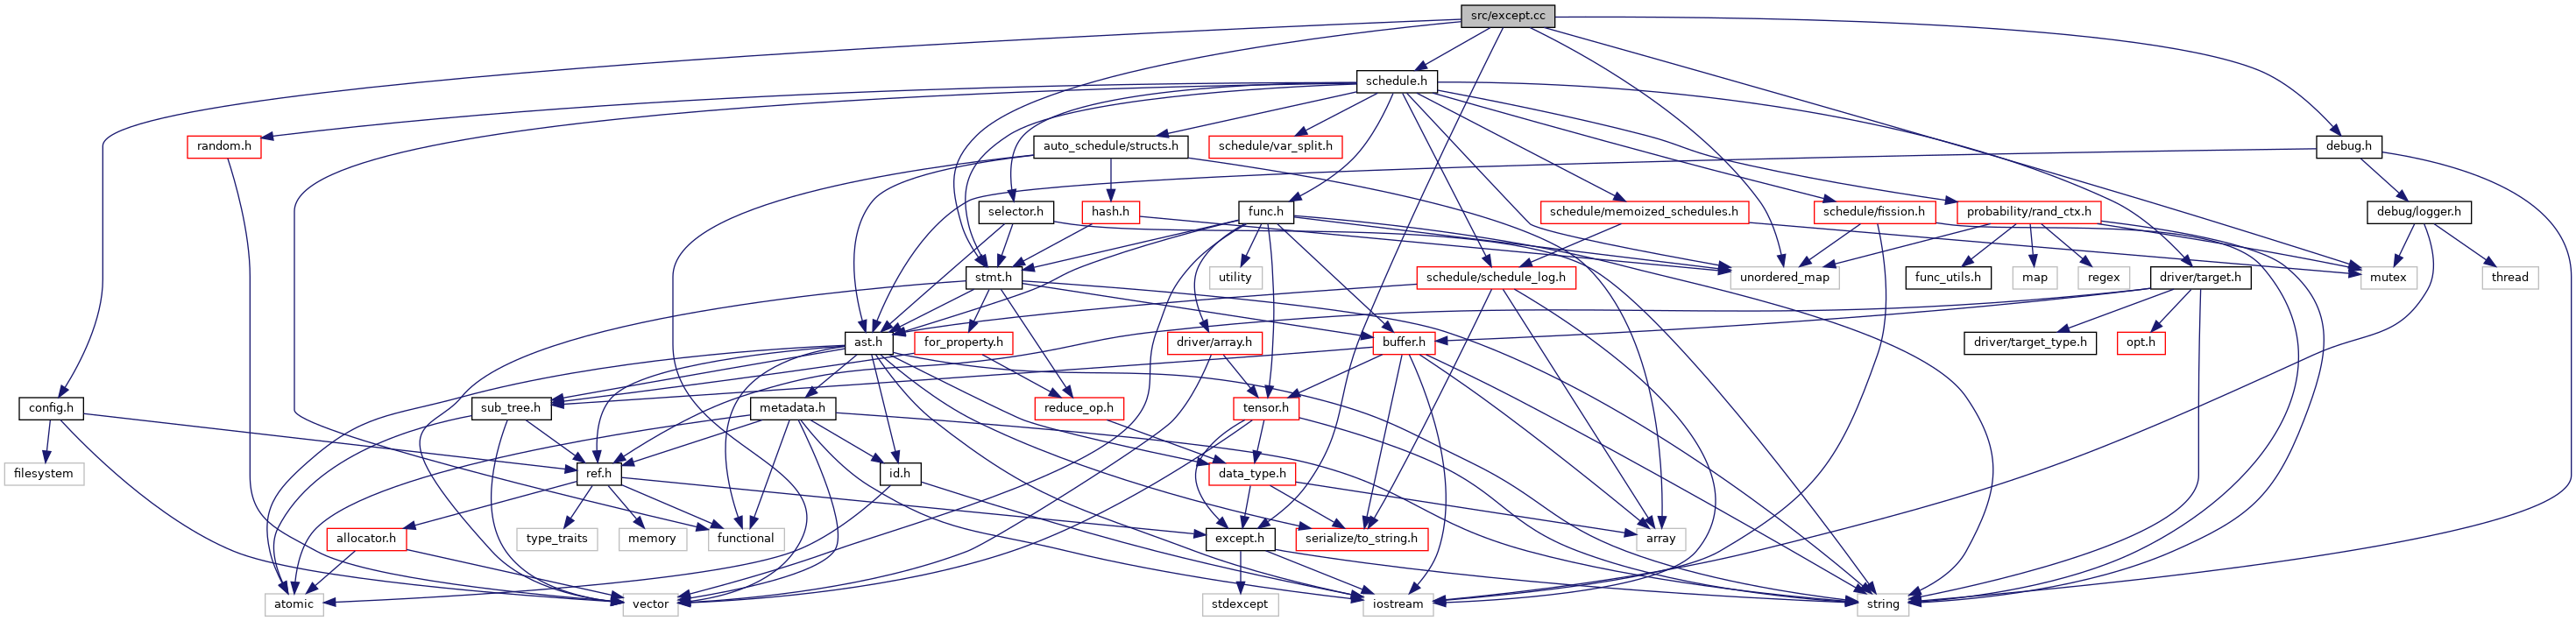 src/except.cc
schedule.h
random.h
auto_schedule/structs.h
schedule/var_split.h
debug.h
selector.h
hash.h
func.h
schedule/memoized_schedules.h
schedule/fission.h
probability/rand_ctx.h
debug/logger.h
stmt.h
utility
schedule/schedule_log.h
unordered_map
func_utils.h
map
regex
driver/target.h
mutex
thread
ast.h
for_property.h
driver/array.h
buffer.h
driver/target_type.h
opt.h
config.h
sub_tree.h
metadata.h
reduce_op.h
tensor.h
filesystem
ref.h
id.h
data_type.h
allocator.h
type_traits
memory
functional
except.h
serialize/to_string.h
array
atomic
vector
stdexcept
iostream
string